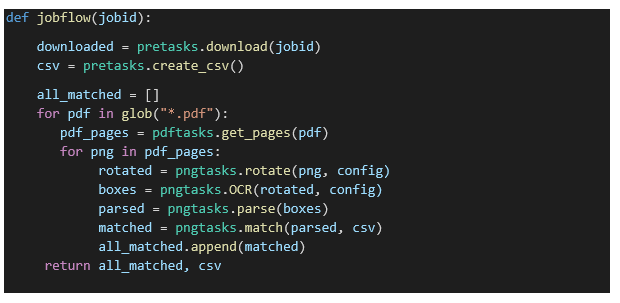 def jobflow(jobid):
downloaded = pretasks.download(jobid)
csv = pretasks.create_csv()
all_matched = []
for pdf in glob("*.pdf"):
pdf_pages = pdftasks.get_pages(pdf)
for png in pdf_pages:
rotated = pngtasks.rotate(png, config)
boxes = pngtasks.OCR(rotated, config)
parsed = pngtasks.parse(boxes)
matched = pngtasks.match(parsed, csv)
all_matched.append(matched)
return all_matched, csv